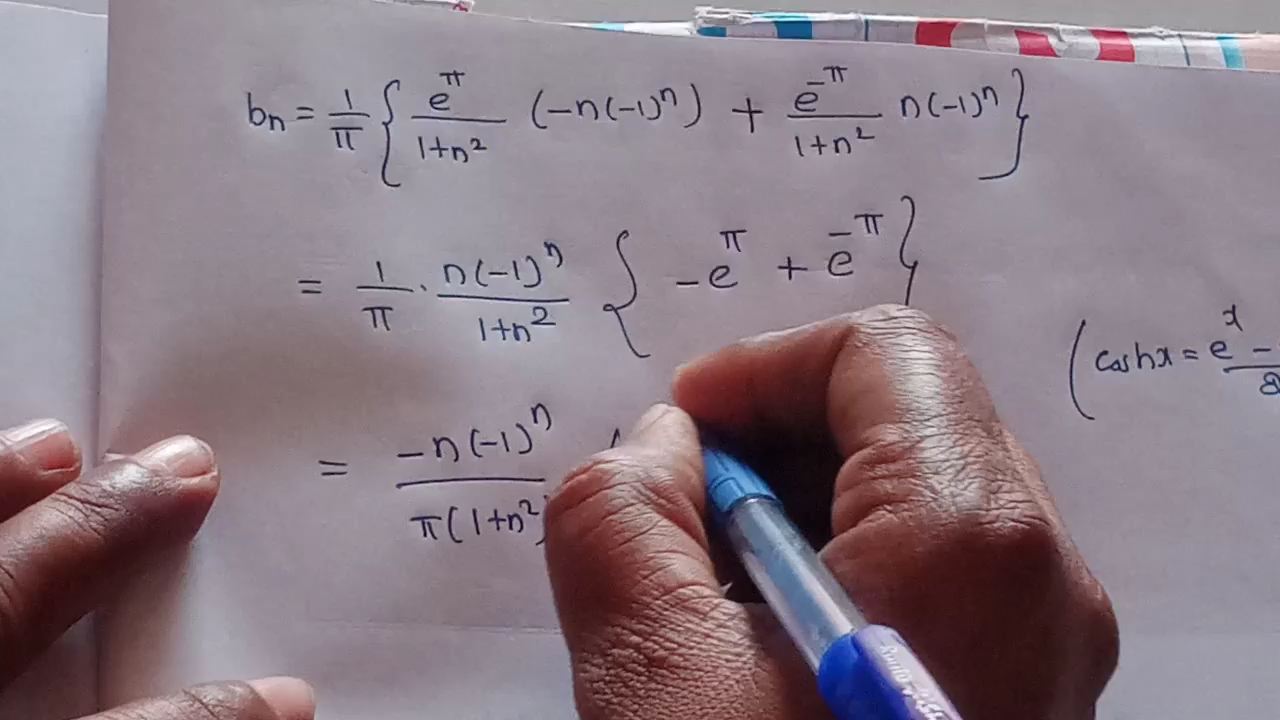 bn = 1/π { e^π/(1+n²) (-n(-1)^n) + e^-π/(1+n²) n(-1)^n }
= 1/π · n(-1)^n/(1+n²) { -e^π + e^-π }
(coshx = e^x -
= -n(-1)^n/π(1+n²)